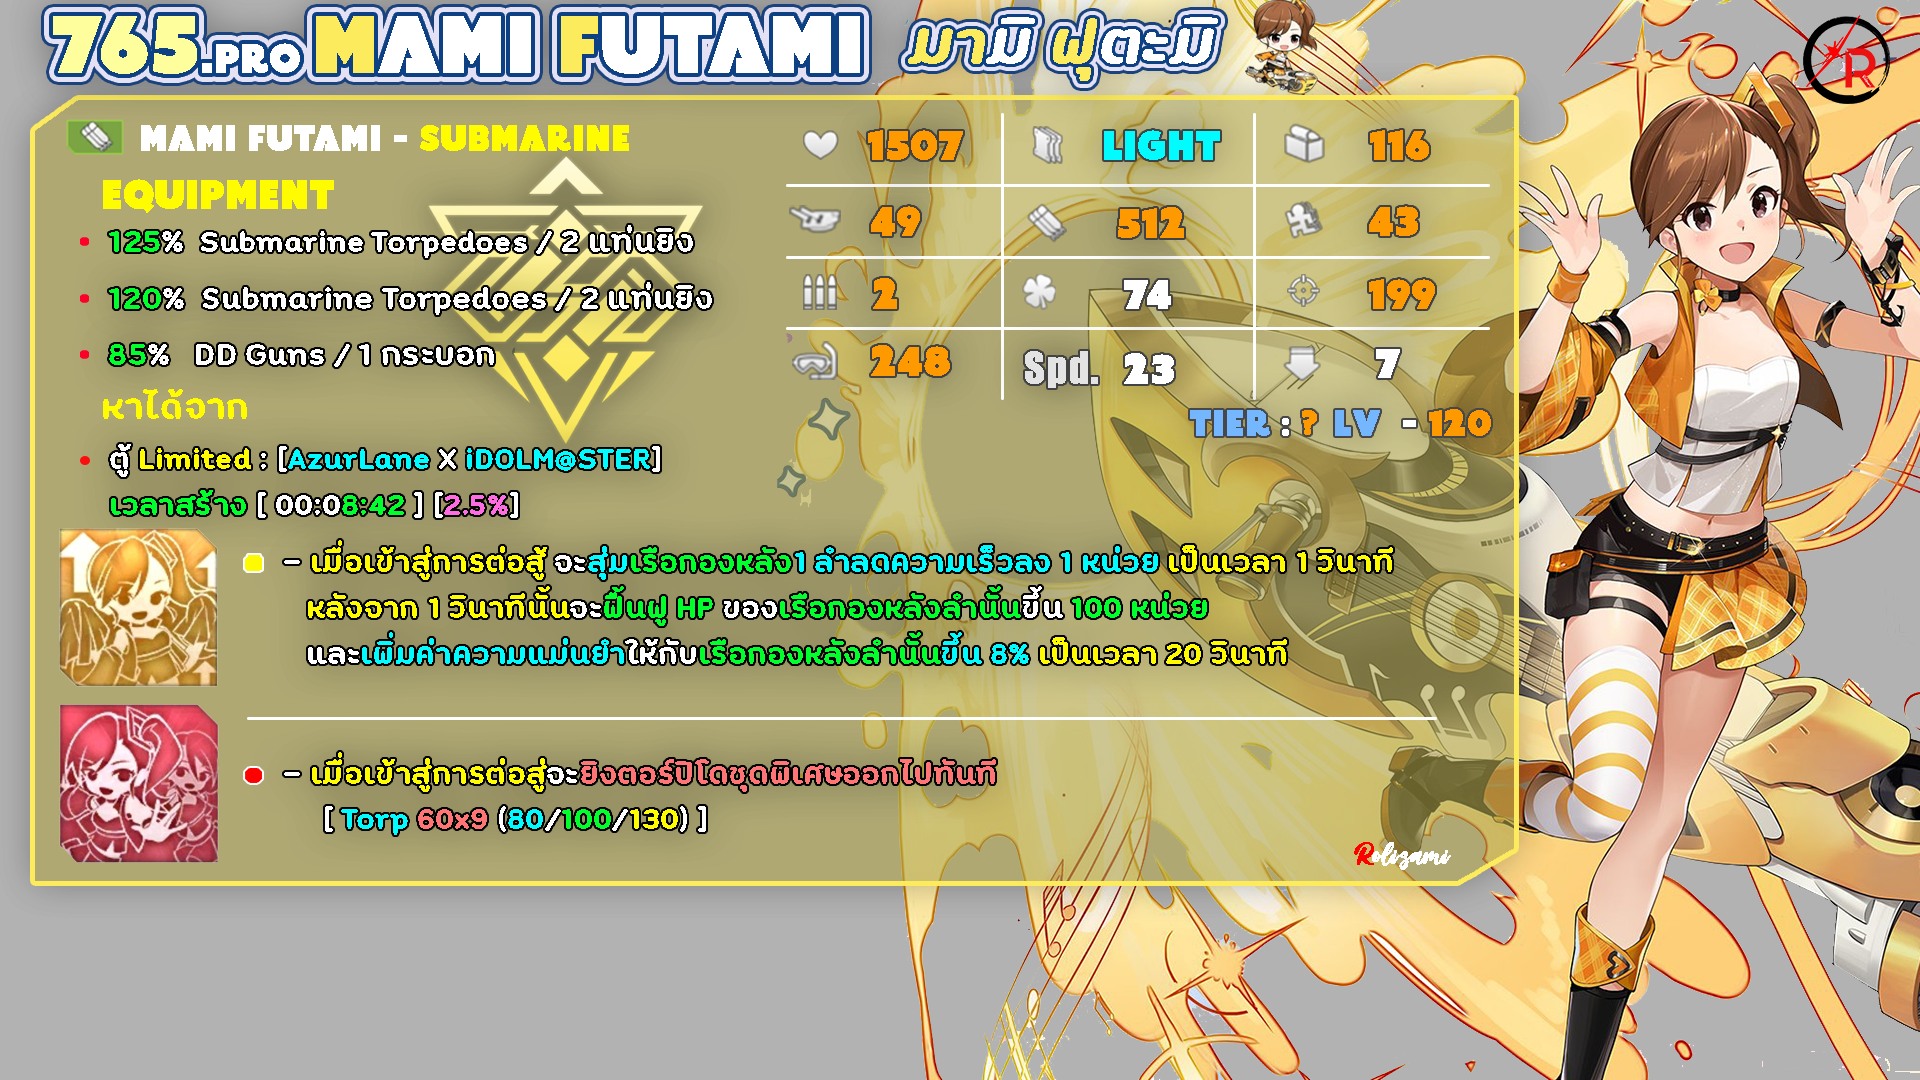 765.PRO MAMI FUTAMI มามิ ฟุตะมิ
R
MAMI FUTAMI - SUBMARINE
EQUIPMENT
• 125% Submarine Torpedoes / 2 แท่นยิง
• 120% Submarine Torpedoes / 2 แท่นยิง
• 85% DD Guns / 1 กระบอก
หาได้จาก
• ตู้ Limited : [AzurLane X iDOLM@STER]
เวลาสร้าง [ 00:08:42 ] [2.5%]
1507 LIGHT 116
49 512 43
2 74 199
248 Spd. 23 7
TIER : ? LV - 120
- เมื่อเข้าสู่การต่อสู้ จะสุ่มเรือกองหลัง1 ลำลดความเร็วลง 1 หน่วย เป็นเวลา 1 วินาที
หลังจาก 1 วินาทีนั้นจะฟื้นฟู HP ของเรือกองหลังลำนั้นขึ้น 100 หน่วย
และเพิ่มค่าความแม่นยำให้กับเรือกองหลังลำนั้นขึ้น 8% เป็นเวลา 20 วินาที
- เมื่อเข้าสู่การต่อสู่จะยิงตอร์ปิโดชุดพิเศษออกไปทันที
[ Torp 60x9 (80/100/130) ]
Rolizami